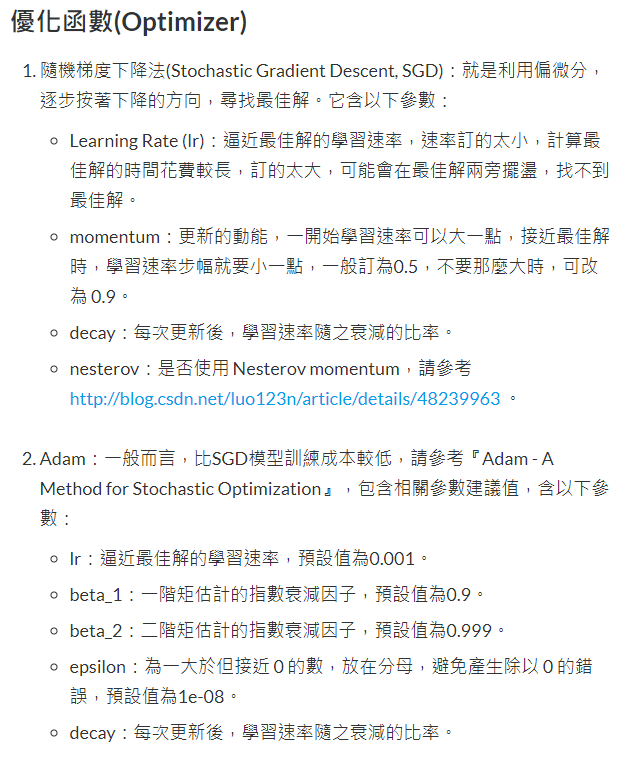 優化函數(Optimizer)
1. 隨機梯度下降法(Stochastic Gradient Descent, SGD)：就是利用偏微分，
逐步按著下降的方向，尋找最佳解。它含以下參數：
Learning Rate (lr)：逼近最佳解的學習速率，速率訂的太小，計算最
佳解的時間花費較長，訂的太大，可能會在最佳解兩旁擺盪，找不到
最佳解。
momentum：更新的動能，一開始學習速率可以大一點，接近最佳解
時，學習速率步幅就要小一點，一般訂為0.5，不要那麼大時，可改
為 0.9。
decay：每次更新後，學習速率隨之衰減的比率。
nesterov：是否使用 Nesterov momentum，請參考
http://blog.csdn.net/luo123n/article/details/48239963 。
2. Adam：一般而言，比SGD模型訓練成本較低，請參考『Adam - A
Method for Stochastic Optimization』，包含相關參數建議值，含以下參
數：
lr：逼近最佳解的學習速率，預設值為0.001。
beta_1：一階矩估計的指數衰減因子，預設值為0.9。
beta_2：二階矩估計的指數衰減因子，預設值為0.999。
epsilon：為一大於但接近 0 的數，放在分母，避免產生除以 0 的錯
誤，預設值為1e-08。
decay：每次更新後，學習速率隨之衰減的比率。